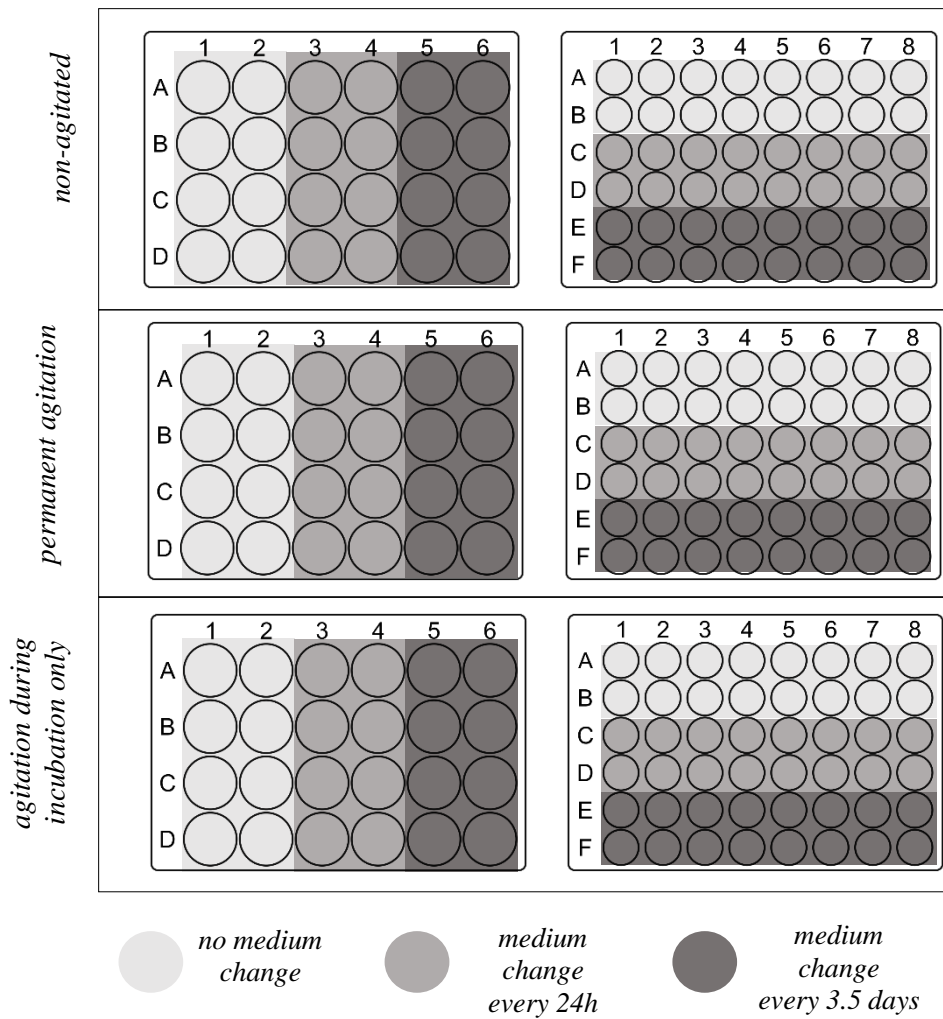 non-agitated
1 2 3 4 5 6
A
B
C
D
1 2 3 4 5 6 7 8
A
B
C
D
E
F
permanent agitation
1 2 3 4 5 6
A
B
C
D
1 2 3 4 5 6 7 8
A
B
C
D
E
F
agitation during
incubation only
1 2 3 4 5 6
A
B
C
D
1 2 3 4 5 6 7 8
A
B
C
D
E
F
no medium
change
medium
change
every 24h
medium
change
every 3.5 days